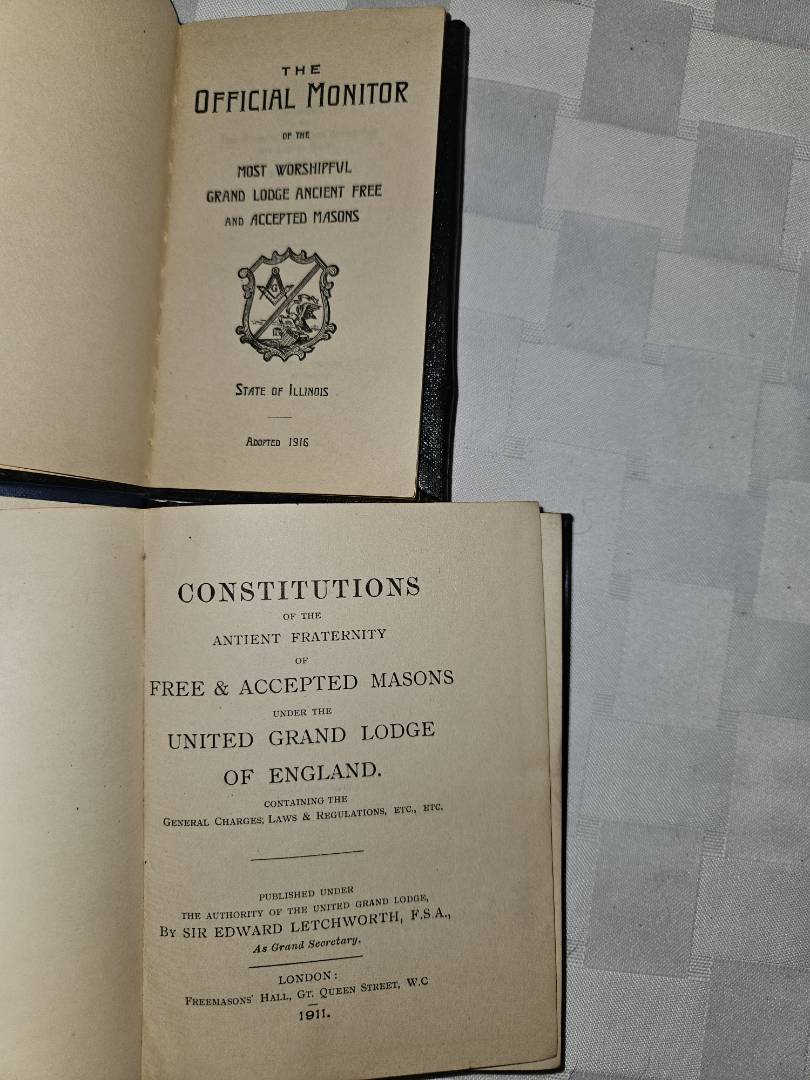 THE
OFFICIAL MONITOR
OF THE
MOST WORSHIPFUL
GRAND LODGE ANCIENT FREE
AND ACCEPTED MASONS
G
STATE OF ILLINOIS
ADOPTED 1916
CONSTITUTIONS
OF THE
ANTIENT FRATERNITY
OF
FREE & ACCEPTED MASONS
UNDER THE
UNITED GRAND LODGE
OF ENGLAND.
CONTAINING THE
GENERAL CHARGES, LAWS & REGULATIONS, ETC., ETC.
PUBLISHED UNDER
THE AUTHORITY OF THE UNITED GRAND LODGE,
BY SIR EDWARD LETCHWORTH, F.S.A.,
As Grand Secretary.
LONDON:
FREEMASONS' HALL, GT. QUEEN STREET, W.C
1911.